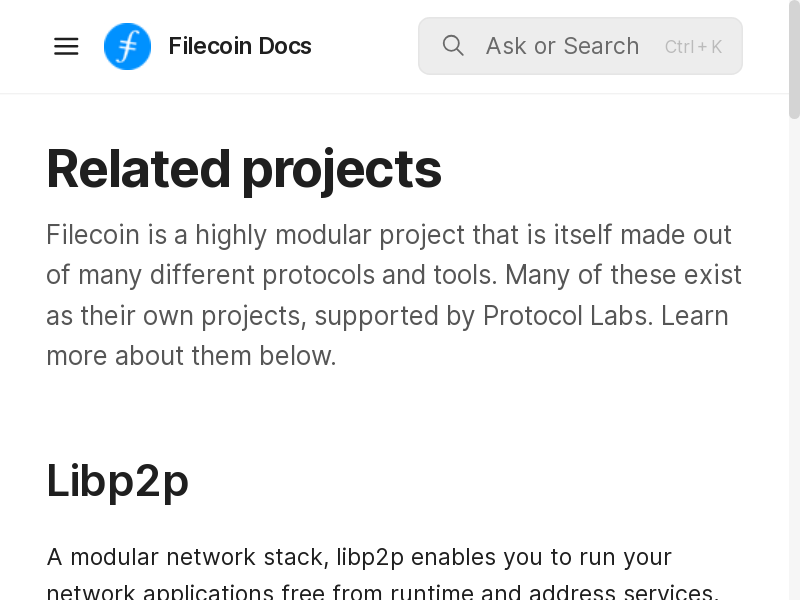 Filecoin Docs
Ask or Search Ctrl + K
Related projects
Filecoin is a highly modular project that is itself made out
of many different protocols and tools. Many of these exist
as their own projects, supported by Protocol Labs. Learn
more about them below.
Libp2p
A modular network stack, libp2p enables you to run your
network applications free from runtime and address services,